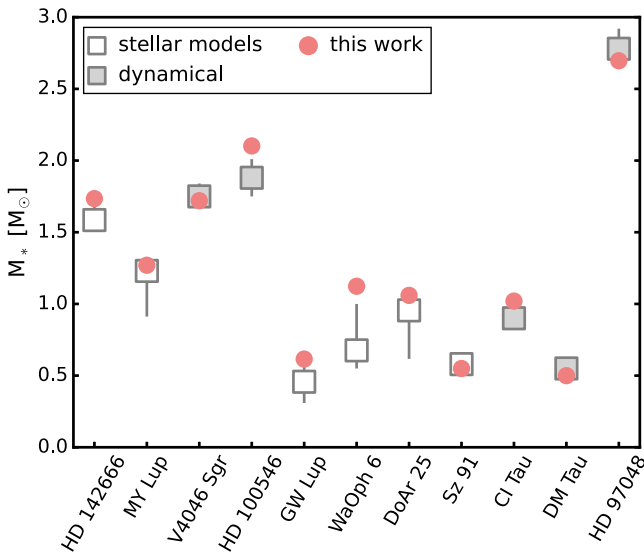 stellar models
this work
dynamical
M* [M⊙]
3.0
2.5
2.0
1.5
1.0
0.5
0.0
HD 142666
MY Lup
V4046 Sgr
HD 100546
GW Lup
WaOph 6
DoAr 25
Sz 91
CI Tau
DM Tau
HD 97048